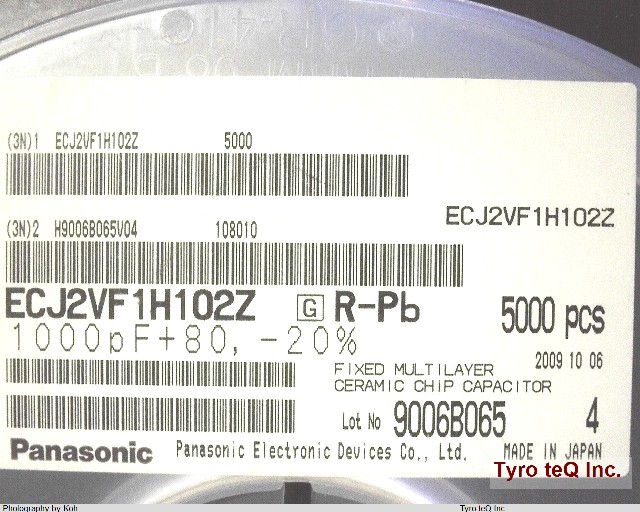 (3N)1 ECJ2VF1H102Z 5000
ECJ2VF1H102Z
(3N)2 H9006B065V04 108010
ECJ2VF1H102Z G R-Pb 5000 pcs
1000pF+80, -20%
2009 10 06
FIXED MULTILAYER
CERAMIC CHIP CAPACITOR
Lot No 9006B065 4
Panasonic Panasonic Electronic Devices Co., Ltd. MADE IN JAPAN
Tyro teQ Inc.
Photography by Koh Tyro teQ Inc